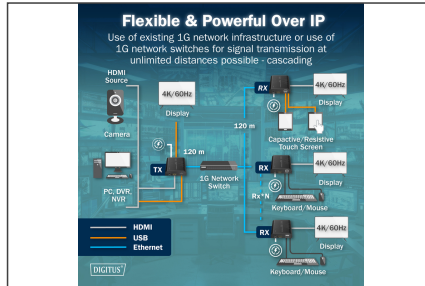 Flexible & Powerful Over IP
Use of existing 1G network infrastructure or use of
1G network switches for signal transmission at
unlimited distances possible - cascading
HDMI
Source
Camera
PC, DVR,
NVR
4K/60Hz
Display
TX
120 m
1G Network
Switch
120 m
Rx*N
RX
4K/60Hz
Display
Capactive/Resistive
Touch Screen
RX
4K/60Hz
Display
Keyboard/Mouse
RX
4K/60Hz
Display
Keyboard/Mouse
HDMI
USB
Ethernet
DIGITUS